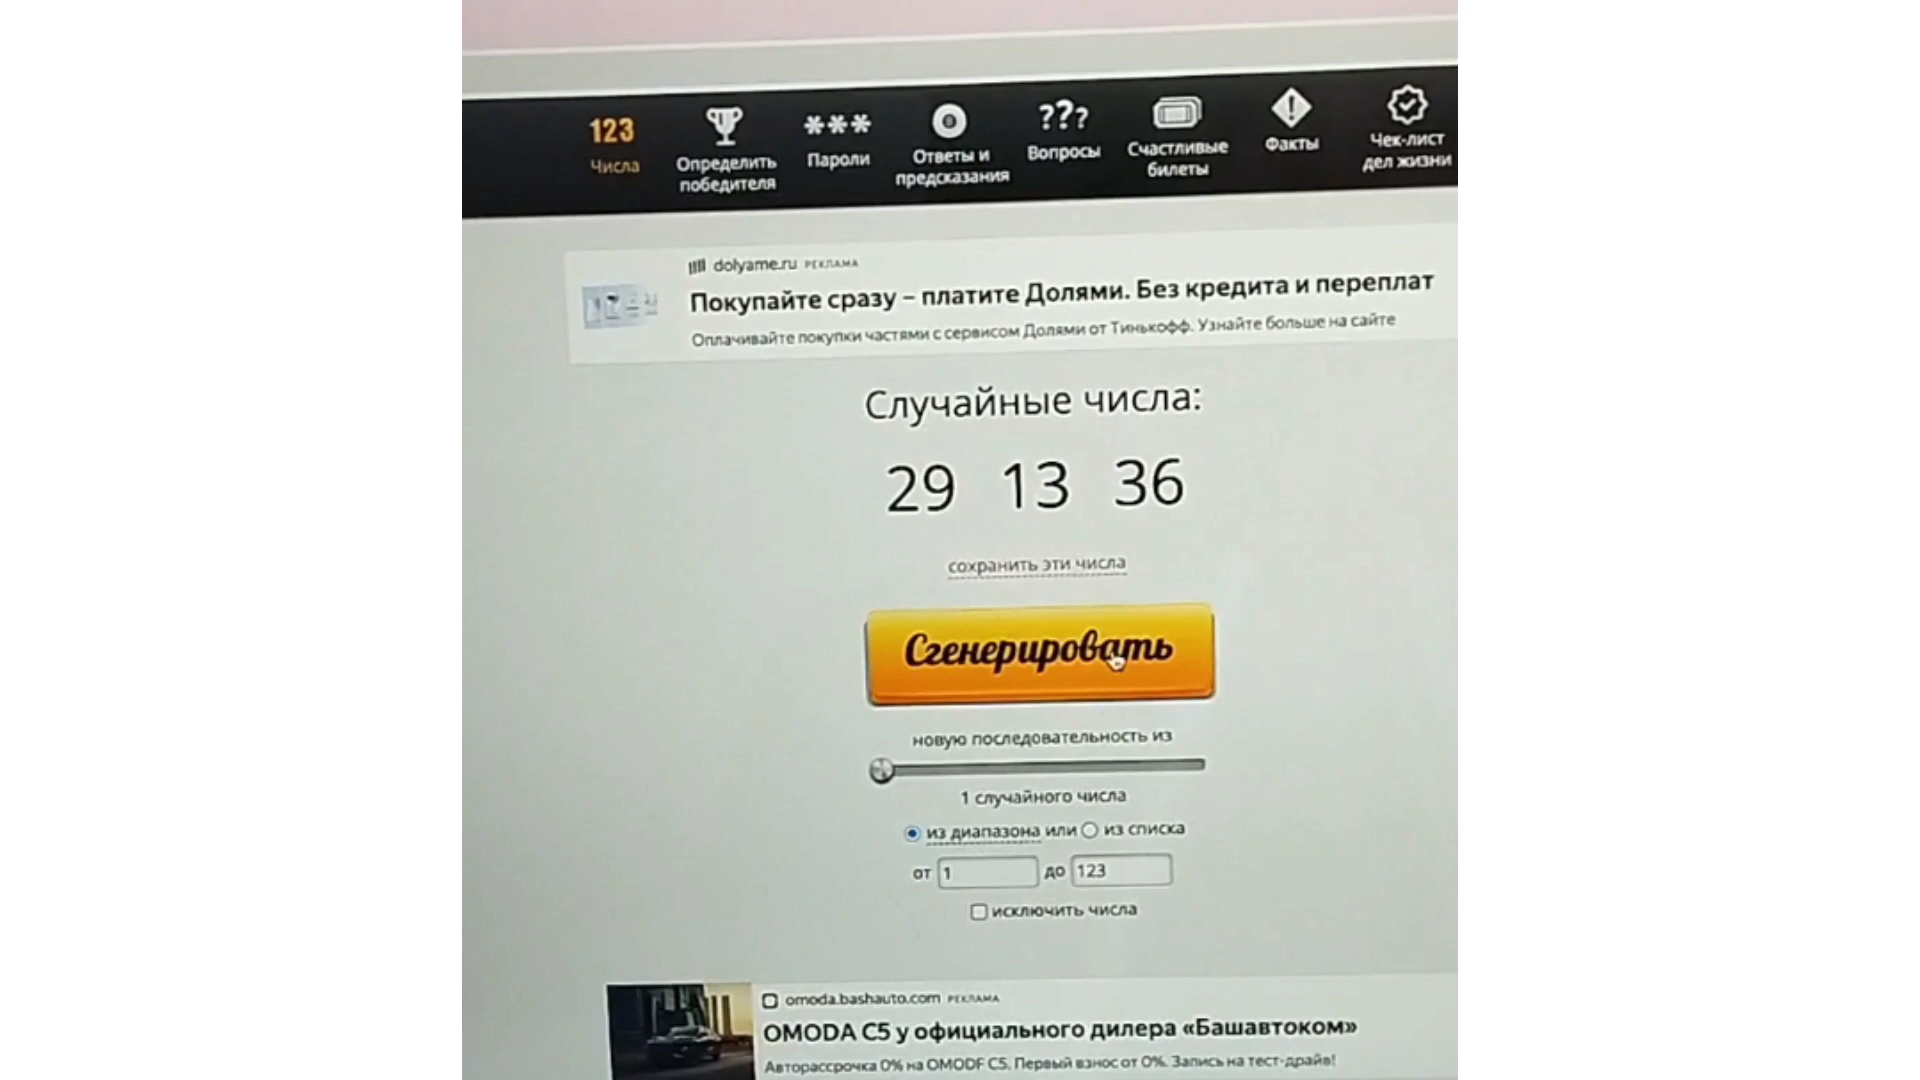 123
Числа
Определить
победителя
***
Пароли
Ответы и
предсказания
???
Вопросы
Счастливые
билеты
Факты
Чек-лист
дел жизни
dolyame.ru РЕКЛАМА
Покупайте сразу – платите Долями. Без кредита и переплат
Оплачивайте покупки частями с сервисом Долями от Тинькофф. Узнайте больше на сайте
Случайные числа:
29 13 36
сохранить эти числа
Сгенерировать
новую последовательность из
1 случайного числа
из диапазона или из списка
от 1 до 123
исключить числа
omoda.bashauto.com РЕКЛАМА
OMODA C5 у официального дилера «Башавтоком»
Авторассрочка 0% на OMODF C5. Первый взнос от 0%. Запись на тест-драйв!